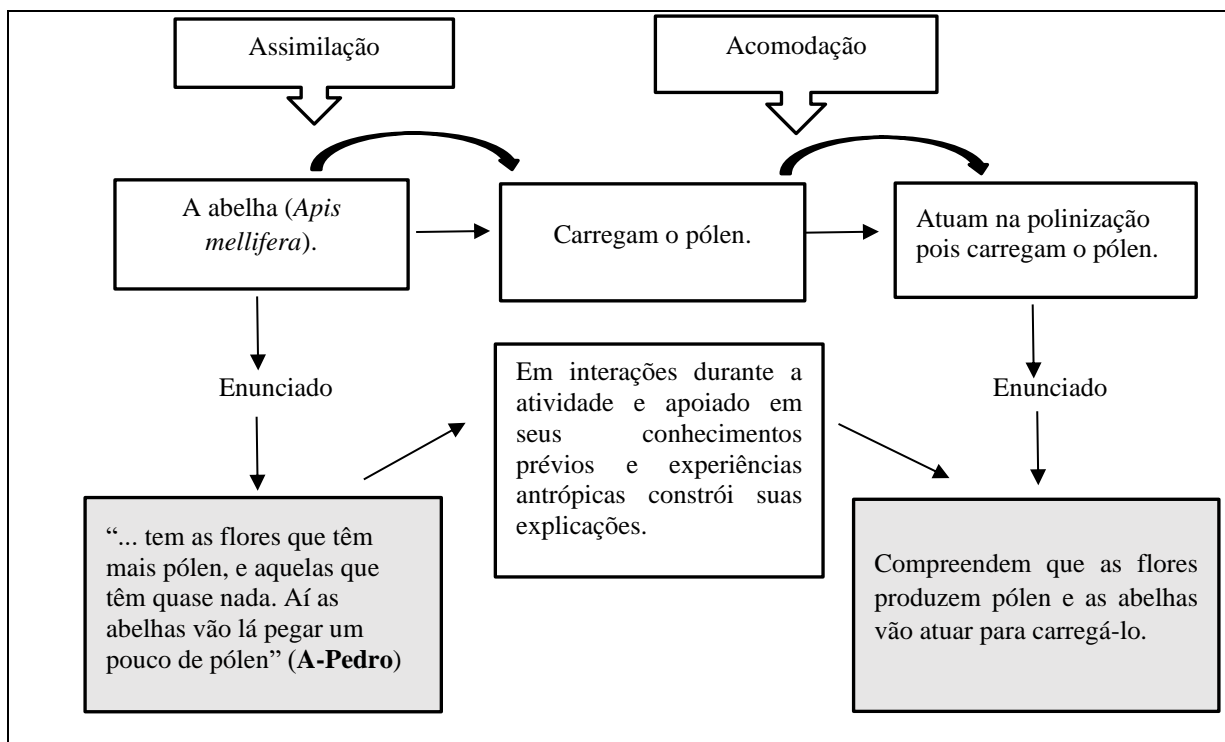 Assimilação
Acomodação
A abelha (Apis
mellifera).
Carregam o pólen.
Atuam na polinização
pois carregam o pólen.
Enunciado
Em interações durante a
atividade e apoiado em
seus conhecimentos
prévios e experiências
antrópicas constrói suas
explicações.
Enunciado
“... tem as flores que têm
mais pólen, e aquelas que
têm quase nada. Aí as
abelhas vão lá pegar um
pouco de pólen” (A-Pedro)
Compreendem que as flores
produzem pólen e as abelhas
vão atuar para carregá-lo.